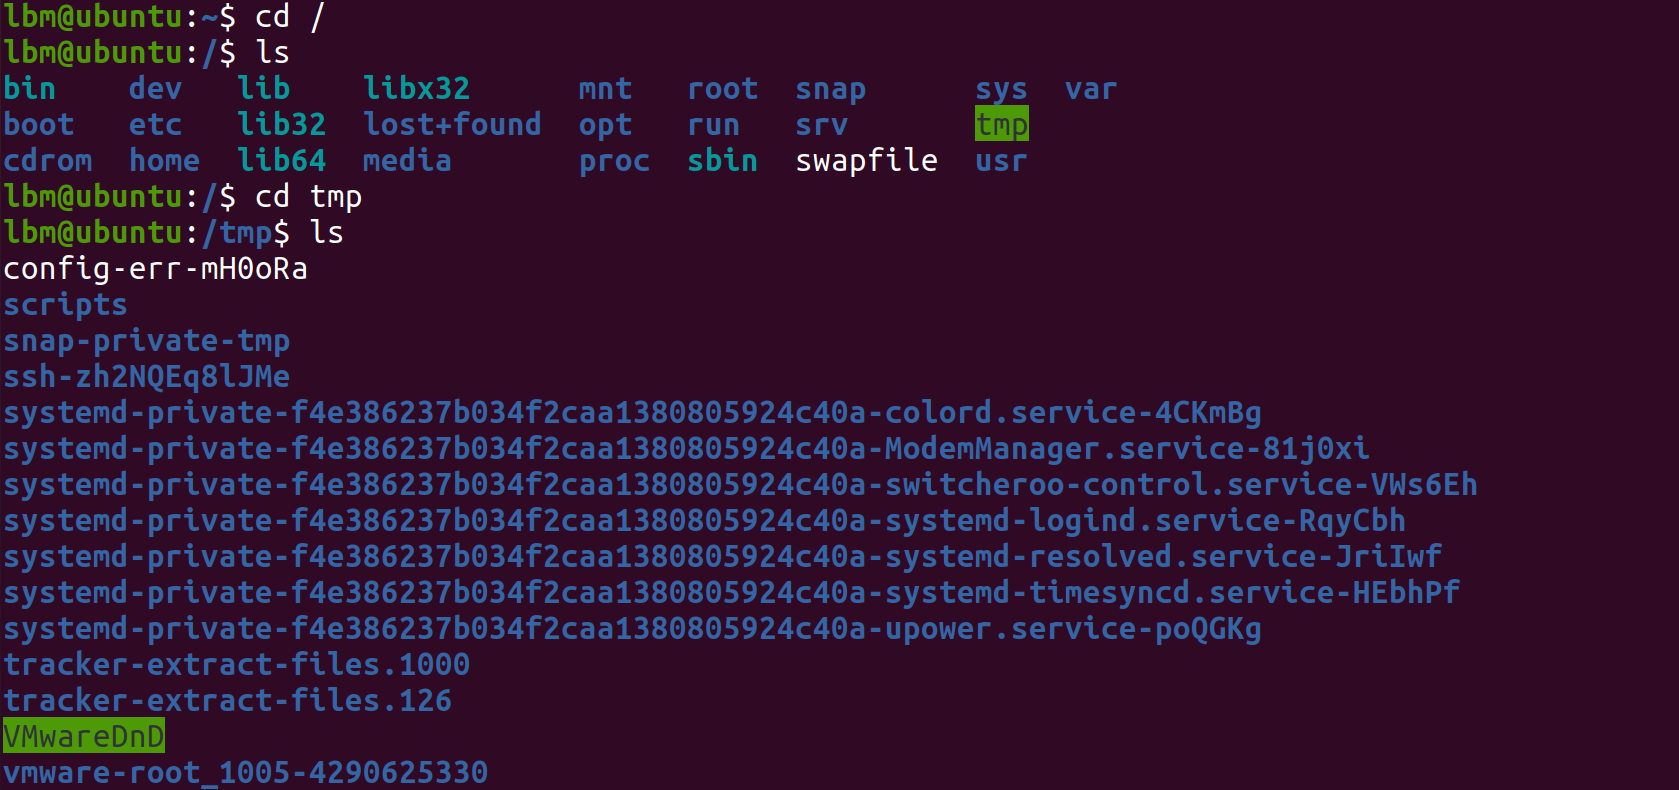 lbm@ubuntu:~$ cd /
lbm@ubuntu:/$ ls
bin    dev   lib    libx32      mnt   root  snap      sys  var
boot   etc   lib32  lost+found  opt   run   srv       tmp
cdrom  home  lib64  media       proc  sbin  swapfile  usr
lbm@ubuntu:/$ cd tmp
lbm@ubuntu:/tmp$ ls
config-err-mH0oRa
scripts
snap-private-tmp
ssh-zh2NQEq8lJMe
systemd-private-f4e386237b034f2caa1380805924c40a-colord.service-4CKmBg
systemd-private-f4e386237b034f2caa1380805924c40a-ModemManager.service-81j0xi
systemd-private-f4e386237b034f2caa1380805924c40a-switcheroo-control.service-VWs6Eh
systemd-private-f4e386237b034f2caa1380805924c40a-systemd-logind.service-RqyCbh
systemd-private-f4e386237b034f2caa1380805924c40a-systemd-resolved.service-JriIwf
systemd-private-f4e386237b034f2caa1380805924c40a-systemd-timesyncd.service-HEbhPf
systemd-private-f4e386237b034f2caa1380805924c40a-upower.service-poQGKg
tracker-extract-files.1000
tracker-extract-files.126
VMwareDnD
vmware-root_1005-4290625330